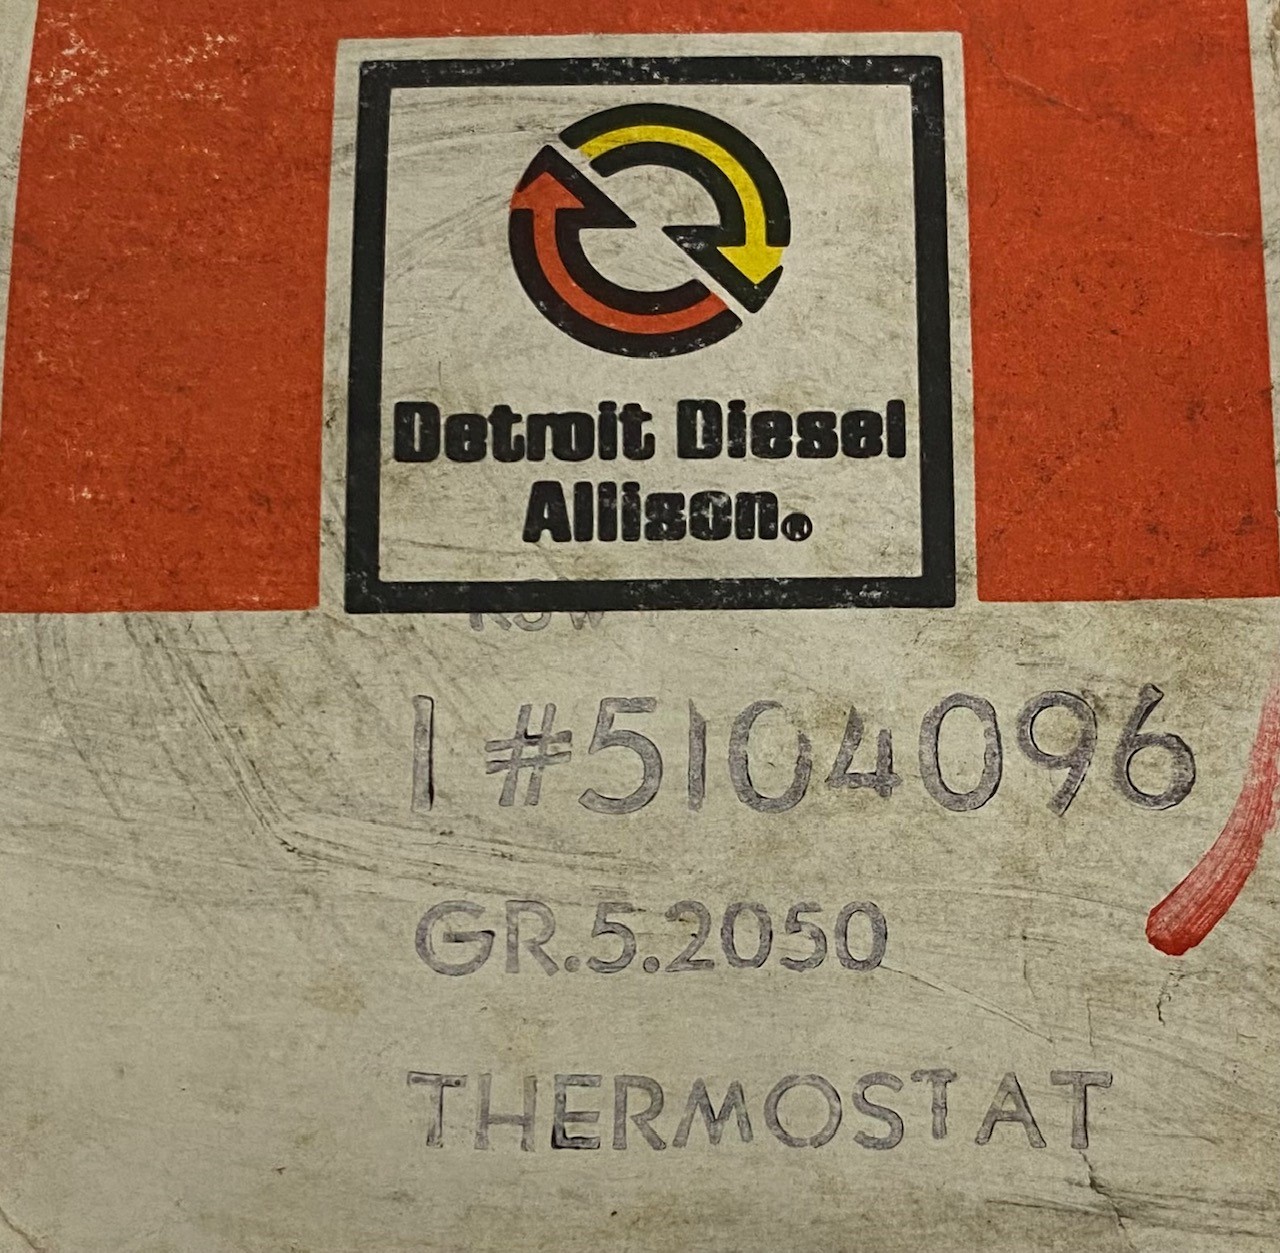 Detroit Diesel
Allison®
1 #5104096
GR.5.2050
THERMOSTAT